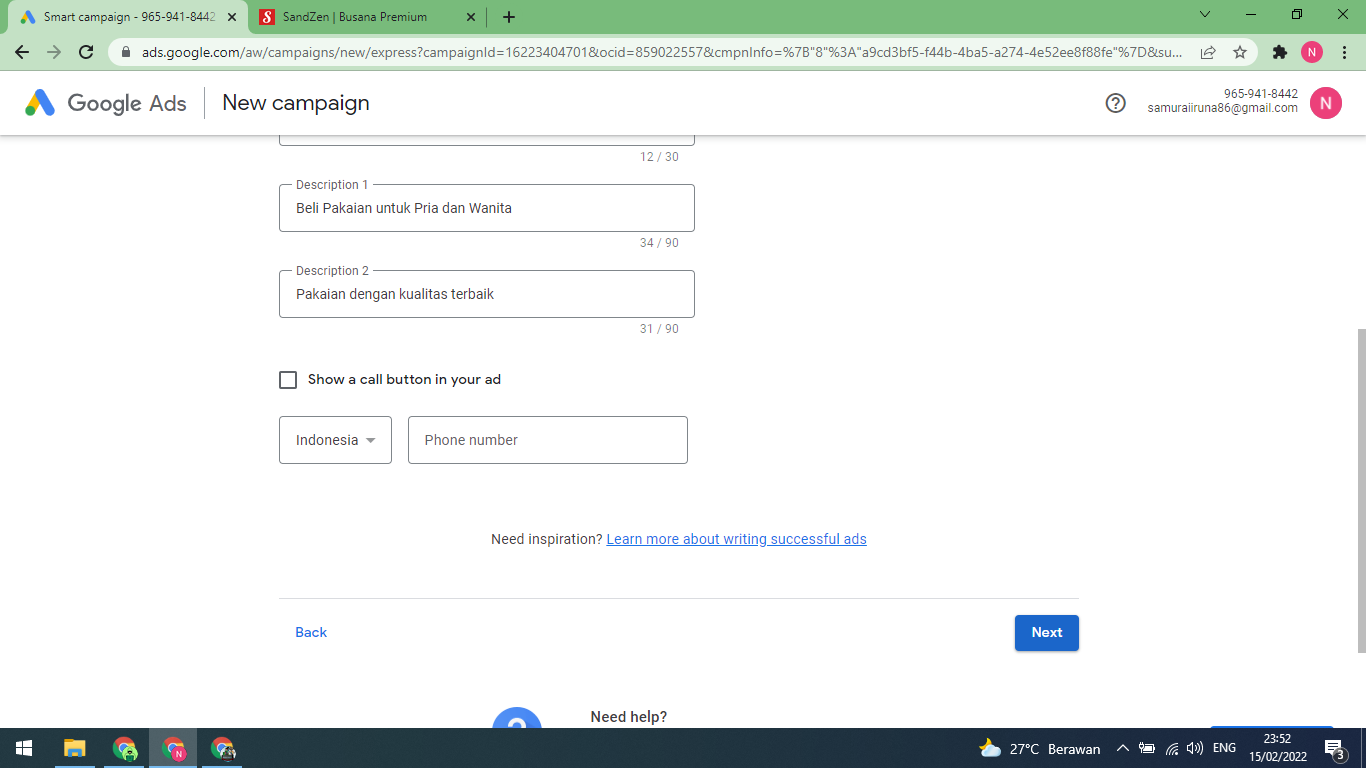 Smart campaign - 965-941-8442
SandZen | Busana Premium
ads.google.com/aw/campaigns/new/express?campaignId=16223404701&ocid=859022557&cmpnInfo=%7B"8"%3A"a9cd3bf5-f44b-4ba5-a274-4e52ee8f88fe"%7D&su...
N
Google Ads
New campaign
965-941-8442
samuraiiruna86@gmail.com
N
12 / 30
Description 1
Beli Pakaian untuk Pria dan Wanita
34 / 90
Description 2
Pakaian dengan kualitas terbaik
31 / 90
Show a call button in your ad
Indonesia
Phone number
Need inspiration? Learn more about writing successful ads
Back
Next
Need help?
N
27°C Berawan
ENG
23:52
15/02/2022
3